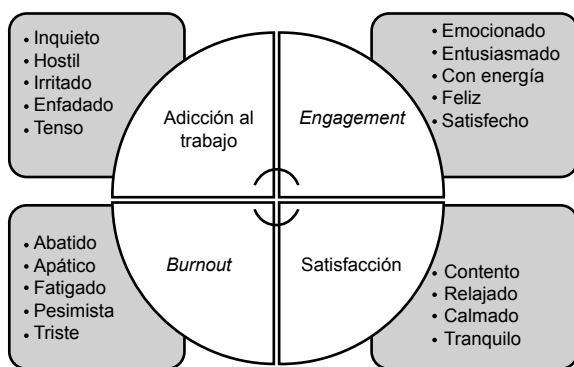 • Inquieto
• Hostil
• Irritado
• Enfadado
• Tenso
Adicción al
trabajo
Engagement
• Emocionado
• Entusiasmado
• Con energía
• Feliz
• Satisfecho
• Abatido
• Apático
• Fatigado
• Pesimista
• Triste
Burnout
Satisfacción
• Contento
• Relajado
• Calmado
• Tranquilo